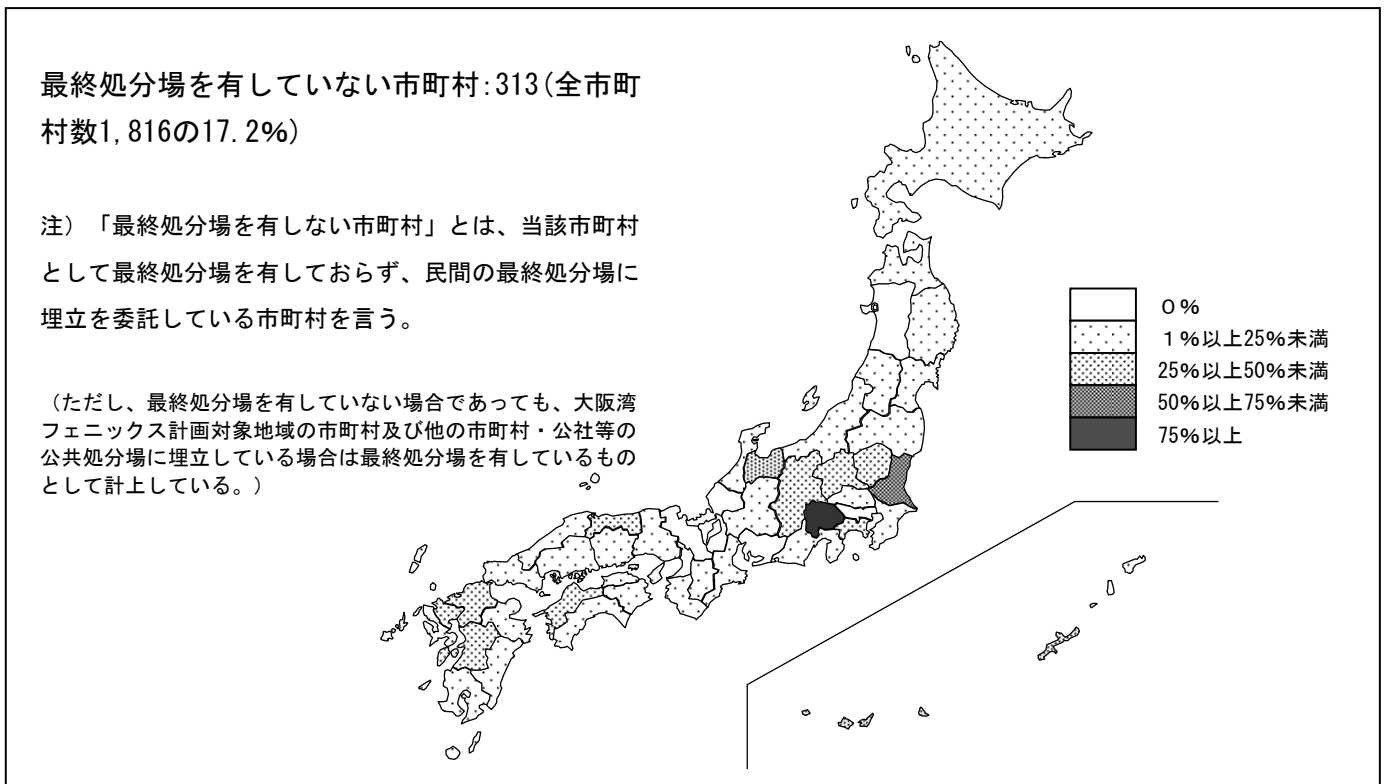 最終処分場を有していない市町村:313(全市町
村数1,816の17.2%)
注) 「最終処分場を有しない市町村」とは、当該市町村
として最終処分場を有しておらず、民間の最終処分場に
埋立を委託している市町村を言う。
(ただし、最終処分場を有していない場合であっても、大阪湾
フェニックス計画対象地域の市町村及び他の市町村・公社等の
公共処分場に埋立している場合は最終処分場を有しているもの
として計上している。)
0%
1%以上25%未満
25%以上50%未満
50%以上75%未満
75%以上